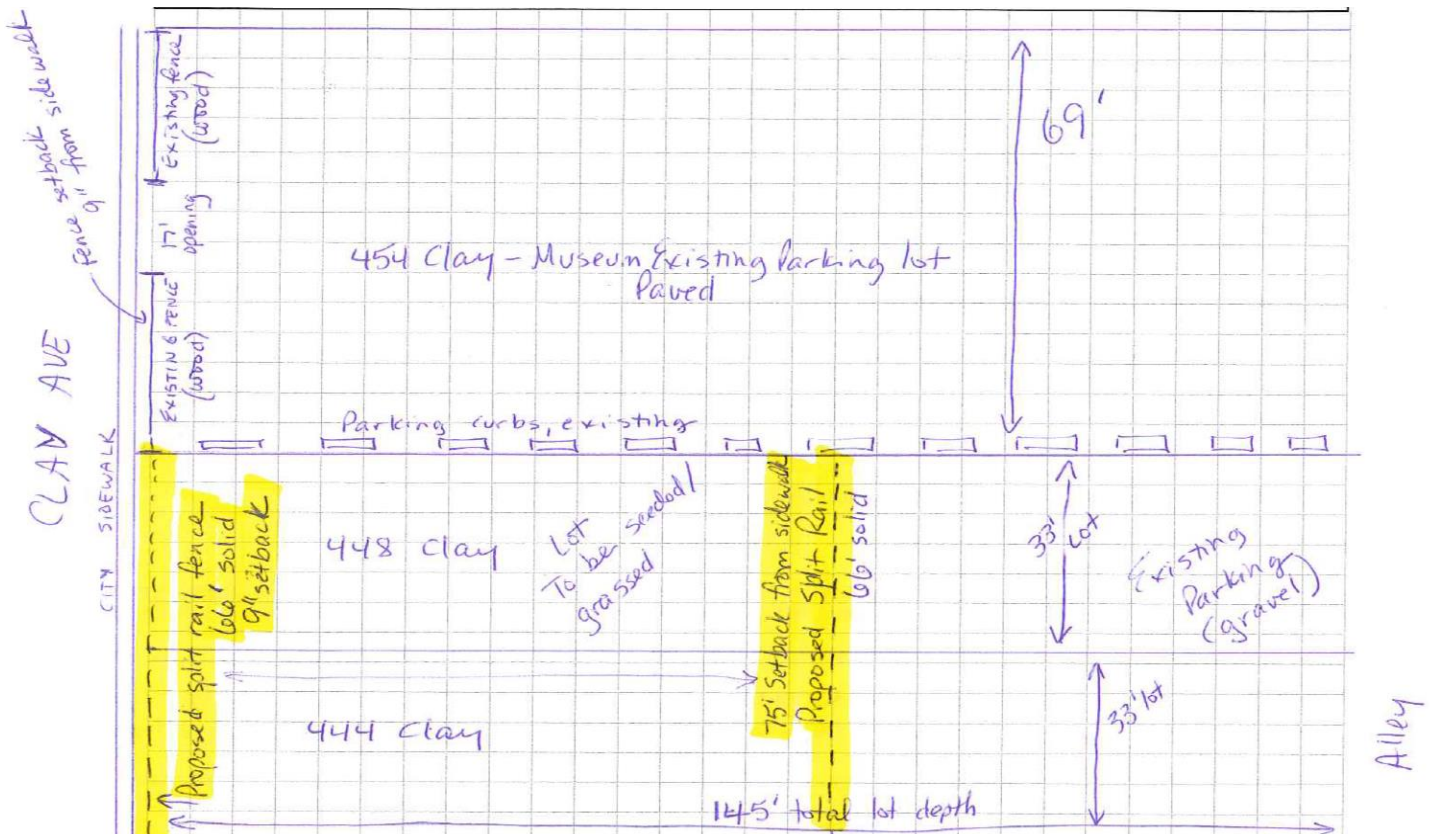 Fence setback
9" from sidewalk
Existing fence
(wood)
17'
opening
EXISTING FENCE
(wood)
69'
454 Clay - Museum Existing Parking lot
Paved
CLAY AVE
CITY SIDEWALK
Parking curbs, existing
Proposed split rail fence
66' solid
9" setback
448 Clay
Lot
To be seeded/
grassed
75' Setback from sidewalk
Proposed Split Rail
66' solid
33'
Lot
Existing
Parking
(gravel)
444 Clay
33' lot
Alley
145' total lot depth